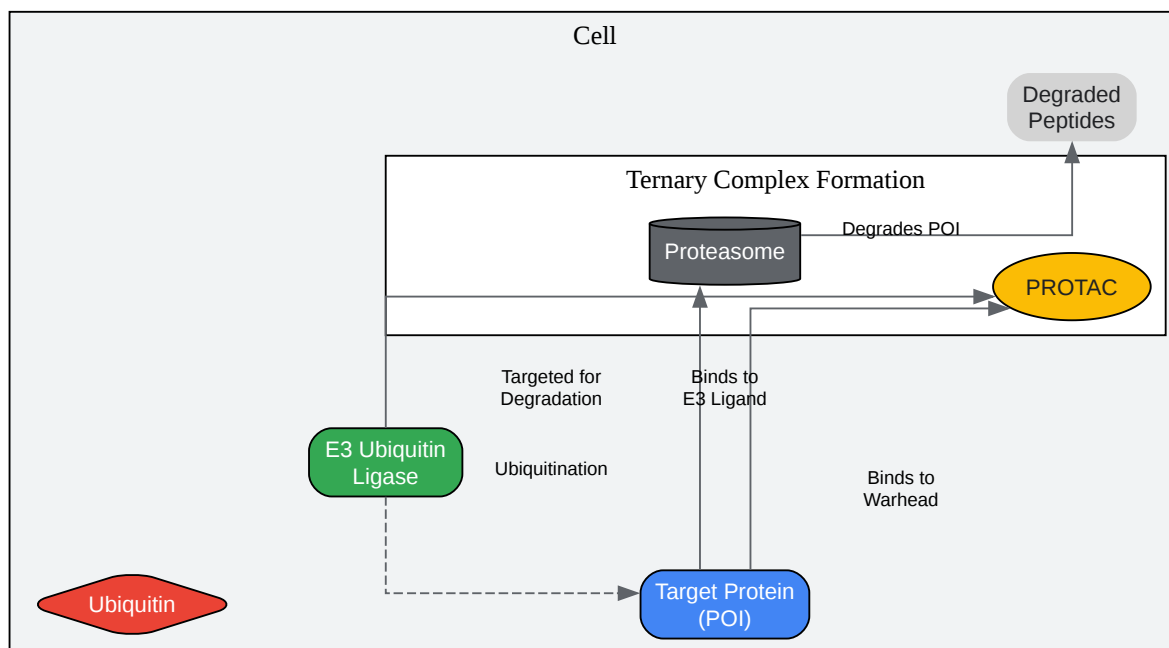 Cell
Degraded
Peptides
Ternary Complex Formation
Degrades POI
Proteasome
PROTAC
Targeted for
Degradation
Binds to
E3 Ligand
E3 Ubiquitin
Ligase
Ubiquitination
Binds to
Warhead
Ubiquitin
Target Protein
(POI)